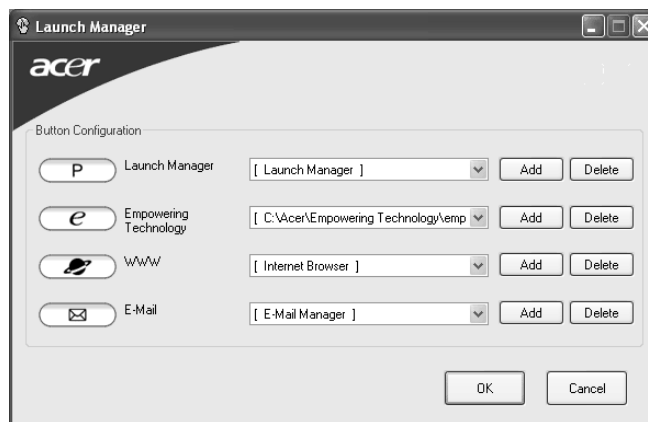 Launch Manager
acer
Button Configuration
P Launch Manager [ Launch Manager ] Add Delete
e Empowering Technology [ C:\Acer\Empowering Technology\emp Add Delete
WWW [ Internet Browser ] Add Delete
E-Mail [ E-Mail Manager ] Add Delete
OK Cancel